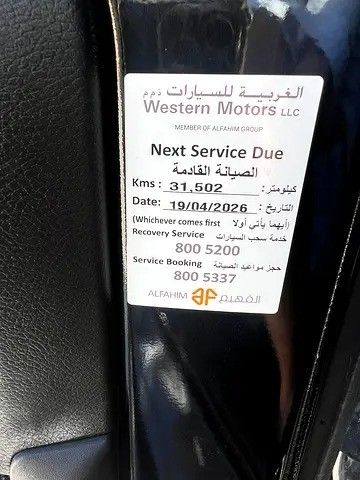 الغربية للسيارات ذ م م
Western Motors LLC
MEMBER OF ALFAHIM GROUP
Next Service Due
الصيانة القادمة
Kms : 31,502 كيلومتر :
Date: 19/04/2026 التاريخ :
(Whichever comes first أيهما يأتي أولا)
Recovery Service خدمة سحب السيارات
800 5200
Service Booking حجز مواعيد الصيانة
800 5337
ALFAHIM الفهيم